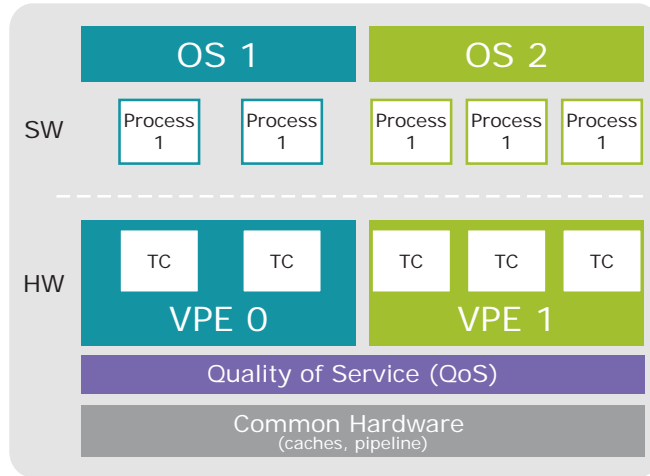 OS 1
OS 2
SW
Process
1
Process
1
Process
1
Process
1
Process
1
HW
TC
TC
TC
TC
TC
VPE 0
VPE 1
Quality of Service (QoS)
Common Hardware
(caches, pipeline)